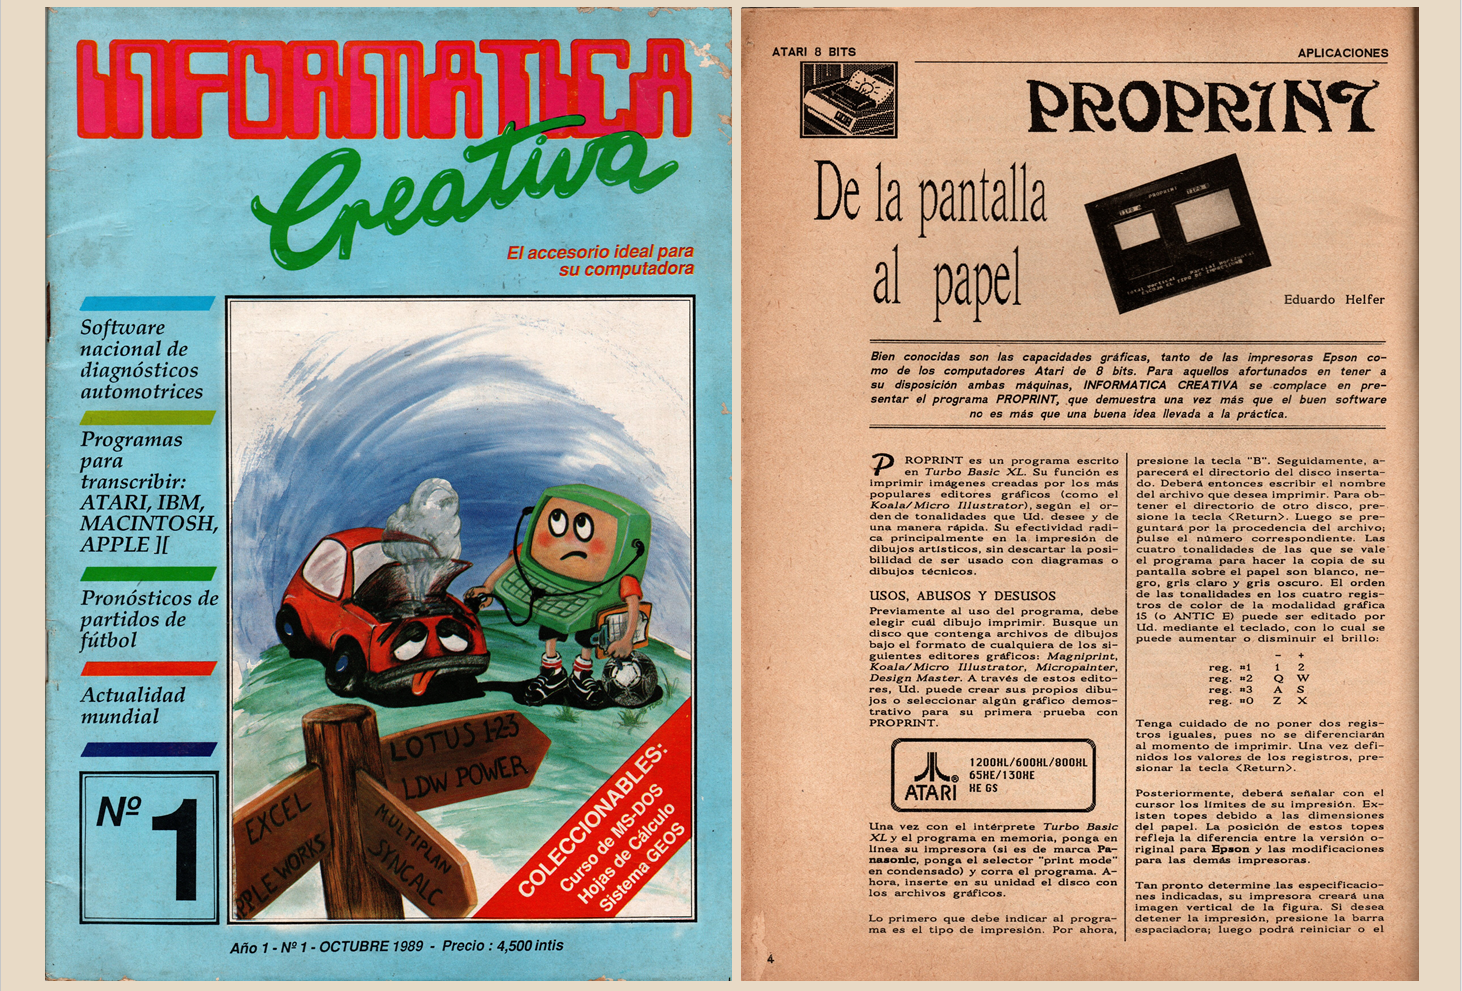 INFORMATICA
Creativa
El accesorio ideal para
su computadora
Software
nacional de
diagnósticos
automotrices
Programas
para
transcribir:
ATARI, IBM,
MACINTOSH,
APPLE ][
Pronósticos de
partidos de
fútbol
Actualidad
mundial
Nº 1
LOTUS 1-2-3
LDW POWER
EXCEL
APPLEWORKS
MULTIPLAN
SYNCALC
COLECCIONABLES:
Curso de MS-DOS
Hojas de Cálculo
Sistema GEOS
Año 1 - Nº 1 - OCTUBRE 1989 - Precio : 4,500 intis
ATARI 8 BITS
APLICACIONES
PROPRINT
De la pantalla
al papel
PROPRINT
Eduardo Helfer
Bien conocidas son las capacidades gráficas, tanto de las impresoras Epson co-
mo de los computadores Atari de 8 bits. Para aquellos afortunados en tener a
su disposición ambas máquinas, INFORMATICA CREATIVA se complace en pre-
sentar el programa PROPRINT, que demuestra una vez más que el buen software
no es más que una buena idea llevada a la práctica.
PROPRINT es un programa escrito
en Turbo Basic XL. Su función es
imprimir imágenes creadas por los más
populares editores gráficos (como el
Koala/Micro Illustrator), según el or-
den de tonalidades que Ud. desee y de
una manera rápida. Su efectividad radi-
ca principalmente en la impresión de
dibujos artísticos, sin descartar la posi-
bilidad de ser usado con diagramas o
dibujos técnicos.
USOS, ABUSOS Y DESUSOS
Previamente al uso del programa, debe
elegir cuál dibujo imprimir. Busque un
disco que contenga archivos de dibujos
bajo el formato de cualquiera de los si-
guientes editores gráficos: Magniprint,
Koala/Micro Illustrator, Micropainter,
Design Master. A través de estos edito-
res, Ud. puede crear sus propios dibu-
jos o seleccionar algún gráfico demos-
trativo para su primera prueba con
PROPRINT.
ATARI®
1200XL/600XL/800XL
65XE/130XE
XE GS
Una vez con el intérprete Turbo Basic
XL y el programa en memoria, ponga en
línea su impresora (si es de marca Pa-
nasonic, ponga el selector "print mode"
en condensado) y corra el programa. A-
hora, inserte en su unidad el disco con
los archivos gráficos.
Lo primero que debe indicar al progra-
ma es el tipo de impresión. Por ahora,
presione la tecla "B". Seguidamente, a-
parecerá el directorio del disco inserta-
do. Deberá entonces escribir el nombre
del archivo que desea imprimir. Para ob-
tener el directorio de otro disco, pre-
sione la tecla <Return>. Luego se pre-
guntará por la procedencia del archivo;
pulse el número correspondiente. Las
cuatro tonalidades de las que se vale
el programa para hacer la copia de su
pantalla sobre el papel son blanco, ne-
gro, gris claro y gris oscuro. El orden
de las tonalidades en los cuatro regis-
tros de color de la modalidad gráfica
15 (o ANTIC E) puede ser editado por
Ud. mediante el teclado, con lo cual se
puede aumentar o disminuir el brillo:
- +
reg. #1 1 2
reg. #2 Q W
reg. #3 A S
reg. #0 Z X
Tenga cuidado de no poner dos regis-
tros iguales, pues no se diferenciarán
al momento de imprimir. Una vez defi-
nidos los valores de los registros, pre-
sionar la tecla <Return>.
Posteriormente, deberá señalar con el
cursor los límites de su impresión. Ex-
isten topes debido a las dimensiones
del papel. La posición de estos topes
refleja la diferencia entre la versión o-
riginal para Epson y las modificaciones
para las demás impresoras.
Tan pronto determine las especificacio-
nes indicadas, su impresora creará una
imagen vertical de la figura. Si desea
detener la impresión, presione la barra
espaciadora; luego podrá reiniciar o el
4